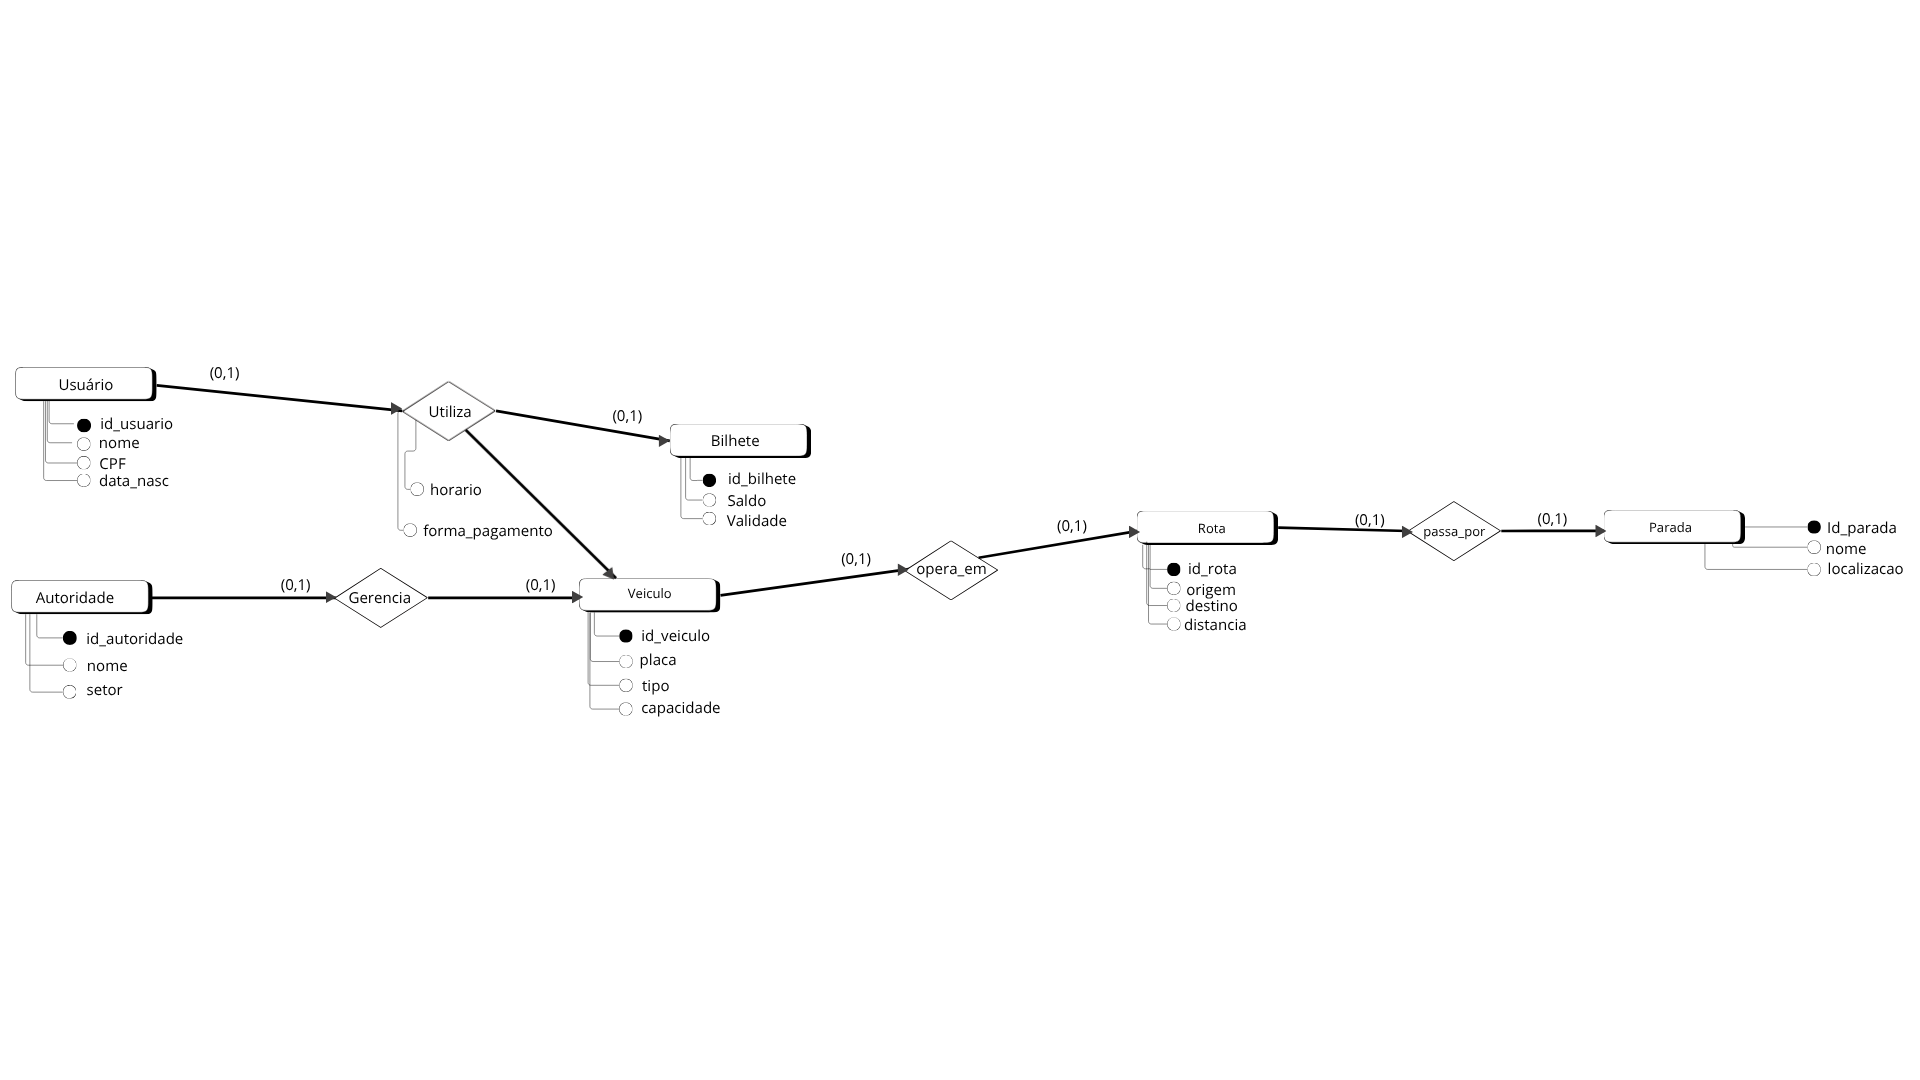 Usuário
(0,1)
id_usuario
nome
CPF
data_nasc
Utiliza
horario
forma_pagamento
(0,1)
Bilhete
id_bilhete
Saldo
Validade
Autoridade
(0,1)
id_autoridade
nome
setor
Gerencia
(0,1)
Veiculo
id_veiculo
placa
tipo
capacidade
(0,1)
opera_em
(0,1)
Rota
id_rota
origem
destino
distancia
(0,1)
passa_por
(0,1)
Parada
Id_parada
nome
localizacao